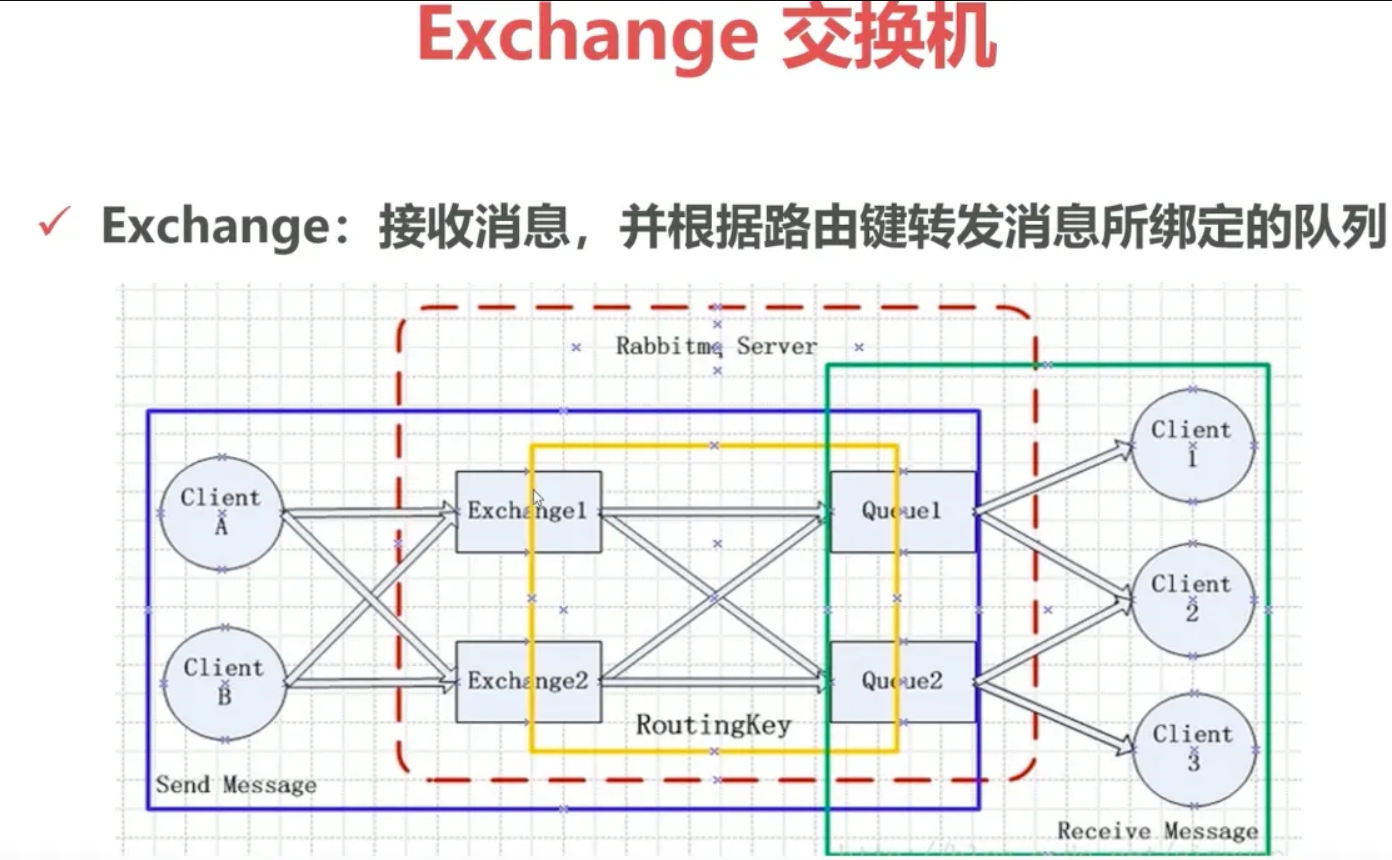 Exchange 交换机
✓ Exchange：接收消息，并根据路由键转发消息所绑定的队列
Rabbitmq Server
Client
1
Client
A
Exchange1
Queue1
Client
2
Client
B
Exchange2
Queue2
RoutingKey
Client
3
Send Message
Receive Message